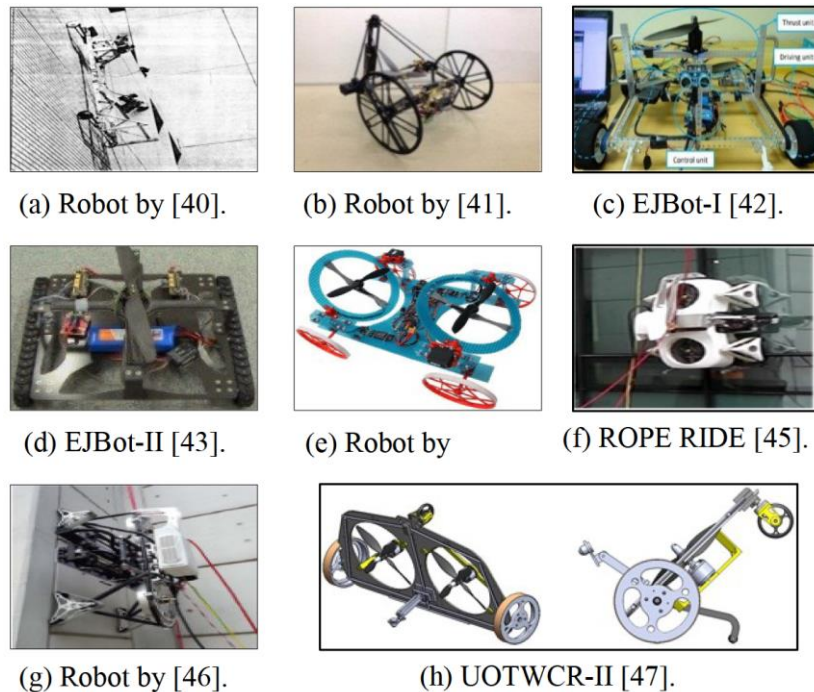 Thrust unit
Driving unit
Control unit
(a) Robot by [40].
(b) Robot by [41].
(c) EJBot-I [42].
(d) EJBot-II [43].
(e) Robot by
(f) ROPE RIDE [45].
(g) Robot by [46].
(h) UOTWCR-II [47].